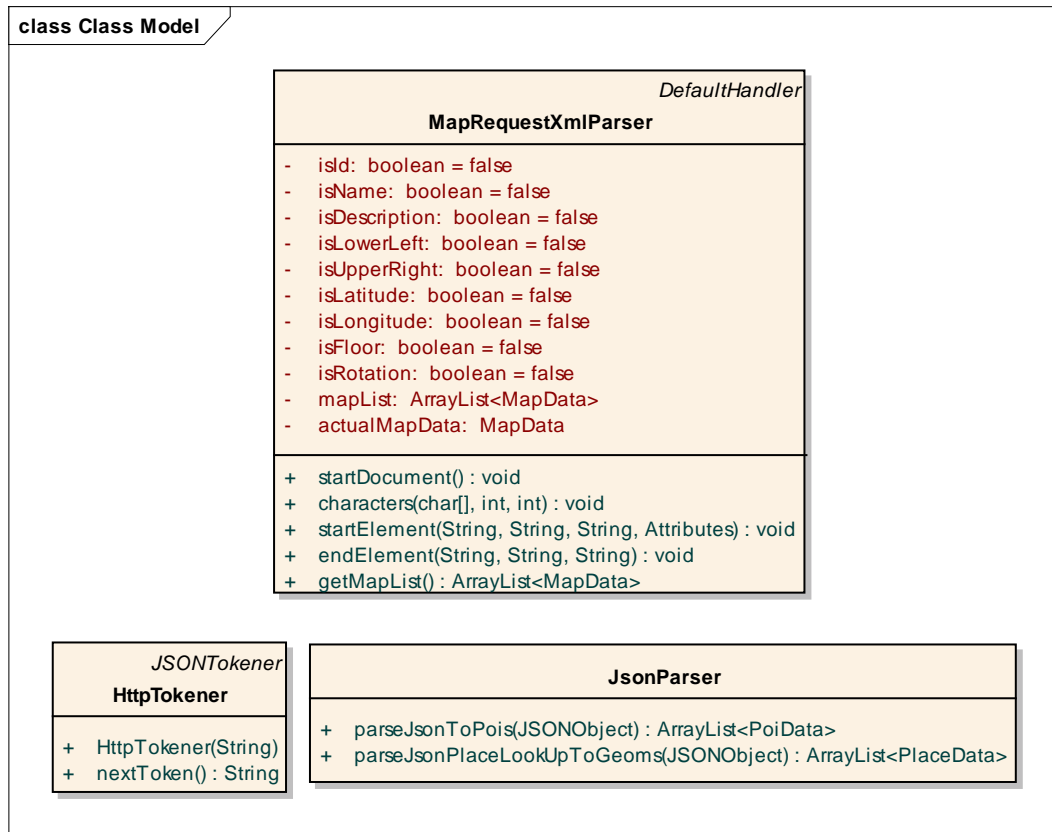 class Class Model
DefaultHandler
MapRequestXmlParser
- isId: boolean = false
- isName: boolean = false
- isDescription: boolean = false
- isLowerLeft: boolean = false
- isUpperRight: boolean = false
- isLatitude: boolean = false
- isLongitude: boolean = false
- isFloor: boolean = false
- isRotation: boolean = false
- mapList: ArrayList<MapData>
- actualMapData: MapData
+ startDocument() : void
+ characters(char[], int, int) : void
+ startElement(String, String, String, Attributes) : void
+ endElement(String, String, String) : void
+ getMapList() : ArrayList<MapData>
JSONTokener
HttpTokener
+ HttpTokener(String)
+ nextToken() : String
JsonParser
+ parseJsonToPois(JSONObject) : ArrayList<PoiData>
+ parseJsonPlaceLookUpToGeoms(JSONObject) : ArrayList<PlaceData>